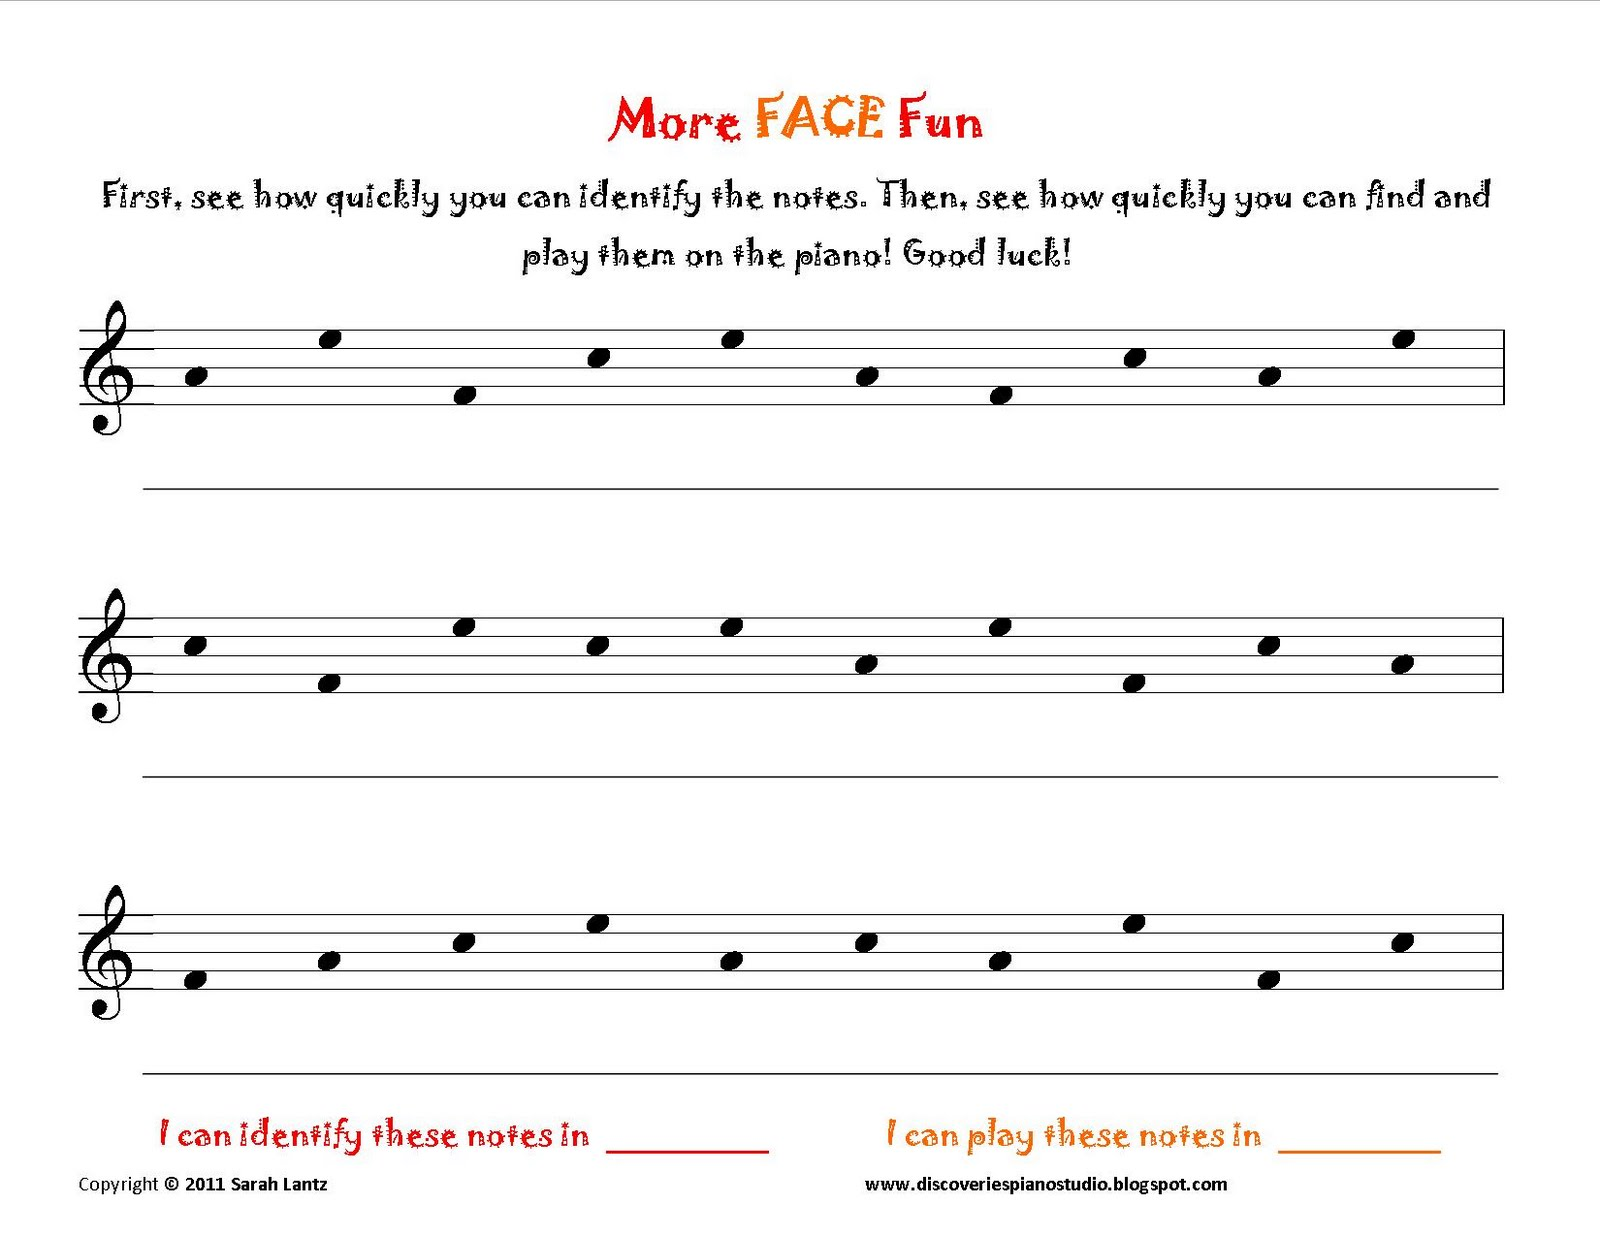 More FACE Fun
First, see how quickly you can identify the notes. Then, see how quickly you can find and
play them on the piano! Good luck!
I can identify these notes in __________
I can play these notes in __________
Copyright © 2011 Sarah Lantz
www.discoveriespianostudio.blogspot.com